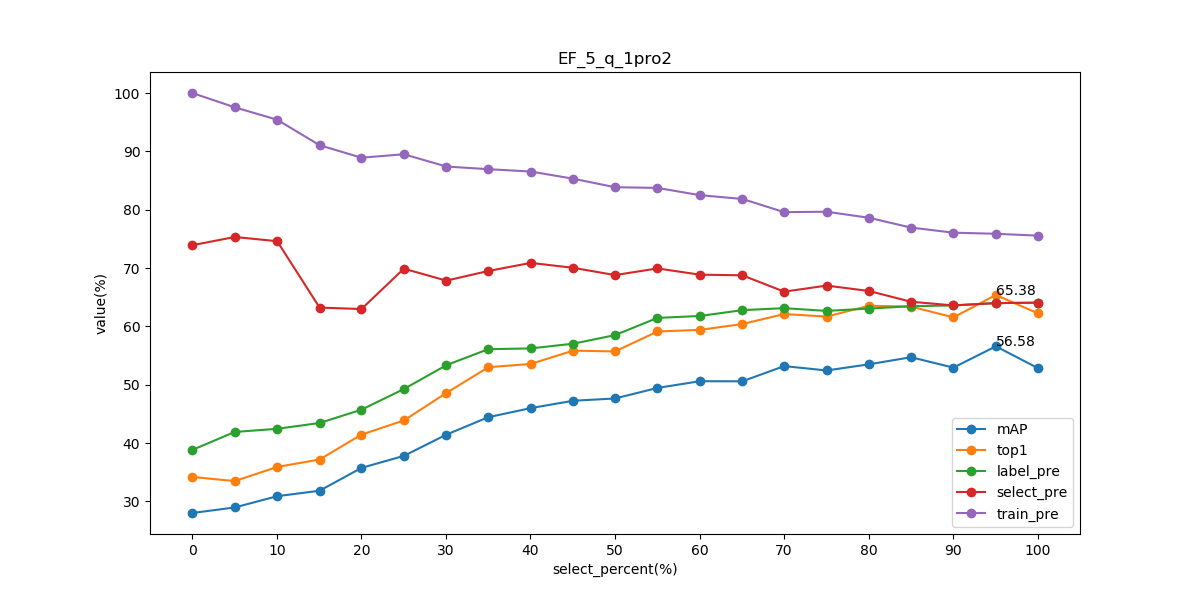 EF_5_q_1pro2
value(%)
100
90
80
70
60
50
40
30
65.38
56.58
mAP
top1
label_pre
select_pre
train_pre
0 10 20 30 40 50 60 70 80 90 100
select_percent(%)